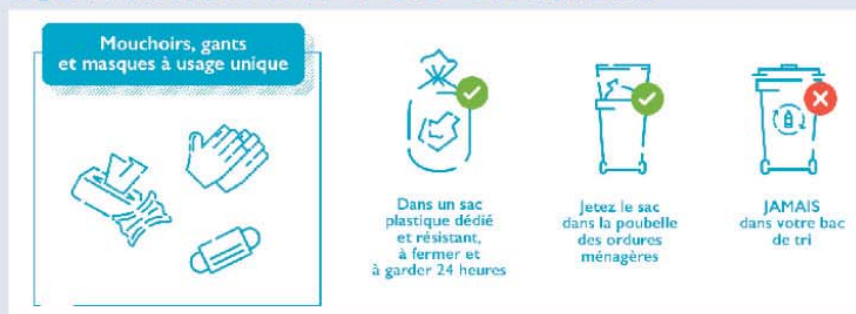 Mouchoirs, gants
et masques à usage unique
Dans un sac
plastique dédié
et résistant,
à fermer et
à garder 24 heures
Jetez le sac
dans la poubelle
des ordures
ménagères
JAMAIS
dans votre bac
de tri